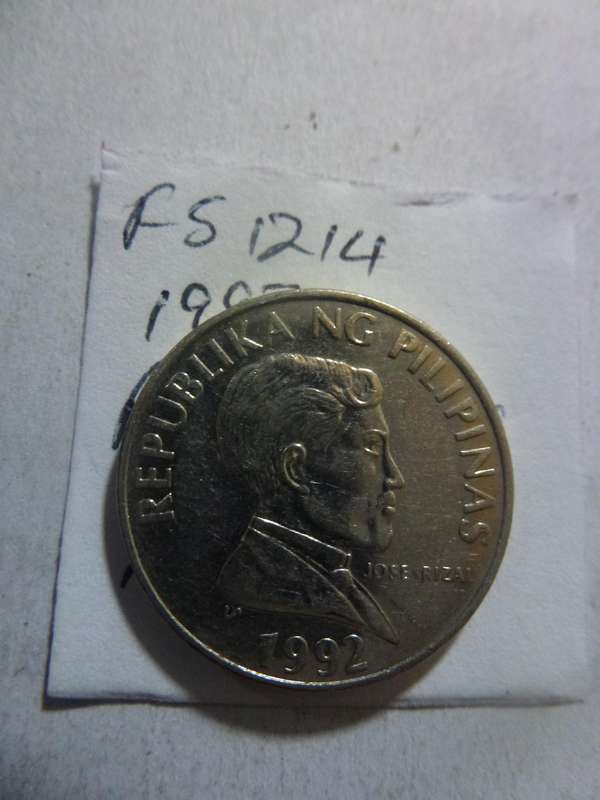 FS 1214
REPUBLIKA NG PILIPINAS
JOSE RIZAL
1992